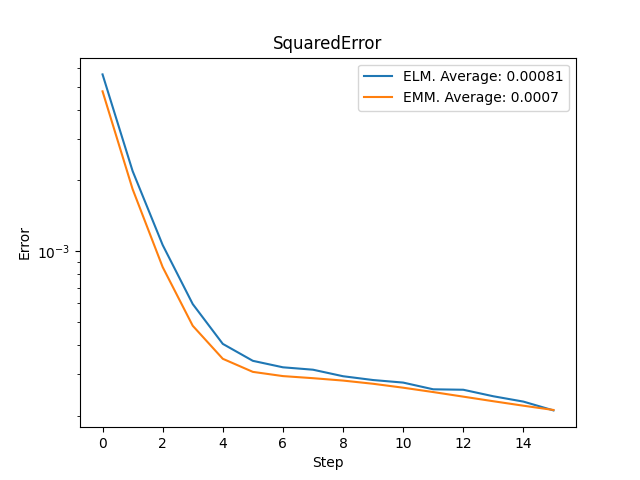 SquaredError
ELM. Average: 0.00081
EMM. Average: 0.0007
Error
10⁻³
0 2 4 6 8 10 12 14
Step